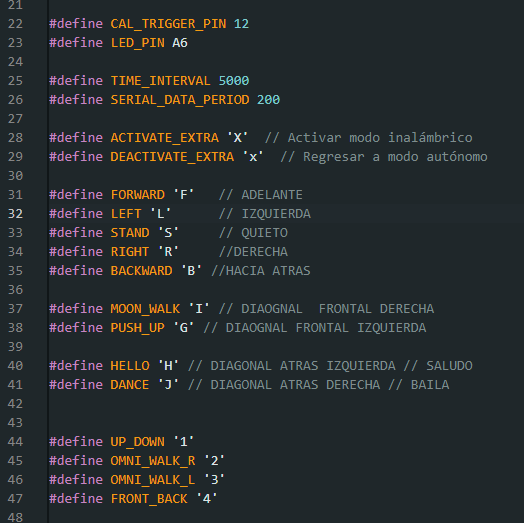 21
22 #define CAL_TRIGGER_PIN 12
23 #define LED_PIN A6
24
25 #define TIME_INTERVAL 5000
26 #define SERIAL_DATA_PERIOD 200
27
28 #define ACTIVATE_EXTRA 'X'  // Activar modo inalámbrico
29 #define DEACTIVATE_EXTRA 'x'  // Regresar a modo autónomo
30
31 #define FORWARD 'F'   // ADELANTE
32 #define LEFT 'L'      // IZQUIERDA
33 #define STAND 'S'     // QUIETO
34 #define RIGHT 'R'     //DERECHA
35 #define BACKWARD 'B' //HACIA ATRAS
36
37 #define MOON_WALK 'I' // DIAOGNAL  FRONTAL DERECHA
38 #define PUSH_UP 'G' // DIAOGNAL FRONTAL IZQUIERDA
39
40 #define HELLO 'H' // DIAGONAL ATRAS IZQUIERDA // SALUDO
41 #define DANCE 'J' // DIAGONAL ATRAS DERECHA // BAILA
42
43
44 #define UP_DOWN '1'
45 #define OMNI_WALK_R '2'
46 #define OMNI_WALK_L '3'
47 #define FRONT_BACK '4'
48